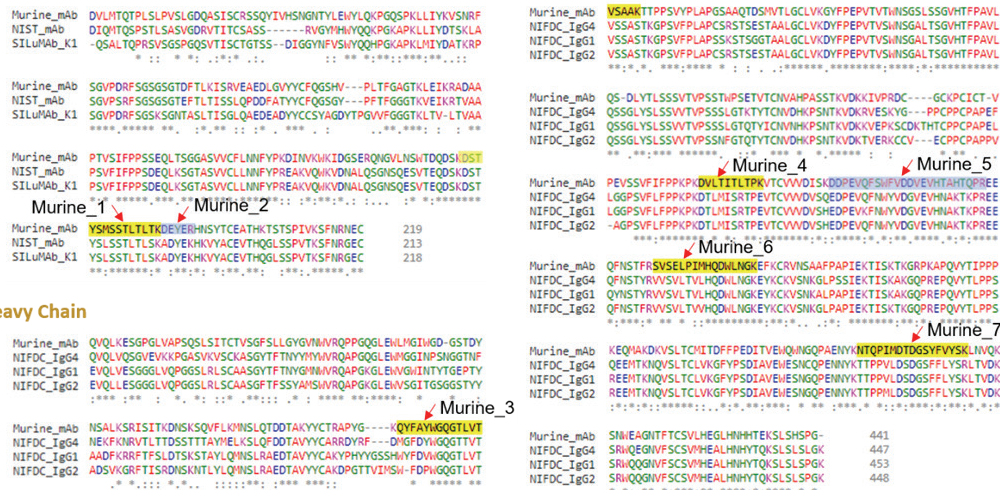 Murine_mAb DVLMTQTPLSLPVSLGDQASISCRSSQYIVHSNGNTYLEWYLQKPGQSPKLLIYKVSNRF
NIST_mAb DIQMTQSPSTLSASVGDRVTITCSASS----RVGYMHWYQQKPGKAPKLLIYDTSKLA
SILuMAb_K1 -QSALTQPRSVSGSPGQSVTISCTGTSS--DIGGYNFVSWYQQHPGKAPKLMIYDATKRP
Murine_mAb SGVPDRFSGSGSGTDFTLKISRVEAEDLGVYYCFQGSHV---PLTFGAGTKLEIKRADAA
NIST_mAb SGVPSRFSGSGSGTEFTLTISSLQPDDFATYYCFQGSG----YPFTFGGGTKVEIKRTVAA
SILuMAb_K1 SGVPDRFSGSKSGNTASLTISGLQAEDEADYYCCSYAGDYTPGVVFGGGTKLTV-LTVAA
Murine_mAb PTVSIFPPSSEQLTSGGASVVCFLNNFYPKDINVKWKIDGSERQNGVLNSWTDQDSKDST
NIST_mAb PSVFIFPPSDEQLKSGTASVVCLLNNFYPREAKVQWKVDNALQSGNSQESVTEQDSKDST
SILuMAb_K1 PSVFIFPPSDEQLKSGTASVVCLLNNFYPREAKVQWKVDNALQSGNSQESVTEQDSKDST
Murine_1 Murine_2
Murine_mAb YSMSSTLTLTKDEYERHNSYTCEATHKTSTSPIVKSFNRNEC 219
NIST_mAb YSLSSTLTLSKADYEKHKVYACEVTHQGLSSPVTKSFNRGEC 213
SILuMAb_K1 YSLSSTLTLSKADYEKHKVYACEVTHQGLSSPVTKSFNRGEC 218
eavy Chain
Murine_mAb QVQLKESGPGLVAPSQSLSITCTVSGFSLLGYGVNWVRQPPGQGLEWLMGIWGD-GSTDY
NIFDC_IgG4 QVQLVQSGVEVKKPGASVKVSCKASGYTFTNYYMYWVRQAPGQGLEWMGGINPSNGGTNF
NIFDC_IgG1 EVQLVESGGGLVQPGGSLRLSCAASGYTFTNYGMNWVRQAPGKGLEWVGWINTYTGEPTY
NIFDC_IgG2 EVQLLESGGGLVQPGGSLRLSCAASGFTFSSYAMSWVRQAPGKGLEWVSGITGSGGSTYY
Murine_3
Murine_mAb NSALKSRISITKDNSKSQVFLKMNSLQTDDTAKYYCTRAPYG----KQYFAYWGQGTLVT
NIFDC_IgG4 NEKFKNRVTLTTDSSTTTAYMELKSLQFDDTAVYYCARRDYRF----DMGFDYWGQGTTVT
NIFDC_IgG1 AADFKRRFTFSLDTSKSTAYLQMNSLRAEDTAVYYCAKYPHYYGSSHWYFDVWGQGTLVT
NIFDC_IgG2 ADSVKGRFTISRDNSKNTLYLQMNSLRAEDTAVYYCAKDPGTTVIMSW-FDPWGQGTLVT
Murine_mAb VSAAKTTPPSVYPLAPGSAAQTDSMVTLGCLVKGYFPEPVTVTWNSGSLSSGVHTFPAVL
NIFDC_IgG4 VSSASTKGPSVFPLAPCSRSTSESTAALGCLVKDYFPEPVTVSWNSGALTSGVHTFPAVL
NIFDC_IgG1 VSSASTKGPSVFPLAPSSKSTSGGTAALGCLVKDYFPEPVTVSWNSGALTSGVHTFPAVL
NIFDC_IgG2 VSSASTKGPSVFPLAPCSRSTSESTAALGCLVKDYFPEPVTVSWNSGALTSGVHTFPAVL
Murine_mAb QS-DLYTLSSSVTVPSSTWPSETVTCNVAHPASSTKVDKKIVPRDC----GCKPCICT-V
NIFDC_IgG4 QSSGLYSLSSVVTVPSSSLGTKTYTCNVDHKPSNTKVDKRVESKYG---PPCPPCPAPEF
NIFDC_IgG1 QSSGLYSLSSVVTVPSSSLGTQTYICNVNHKPSNTKVDKKVEPKSCDKTHTCPPCPAPEL
NIFDC_IgG2 QSSGLYSLSSVVTVPSSNFGTQTYTCNVDHKPSNTKVDKTVERKCC---VECPPCPAPPV
Murine_4 Murine_5
Murine_mAb PEVSSVFIFPPKPKDVLTITLTPKVTCVVVDISKDDPEVQFSWFVDDVEVHTAHTQPREE
NIFDC_IgG4 LGGPSVFLFPPKPKDTLMISRTPEVTCVVVDVSQEDPEVQFNWYVDGVEVHNAKTKPREE
NIFDC_IgG1 LGGPSVFLFPPKPKDTLMISRTPEVTCVVVDVSHEDPEVKFNWYVDGVEVHNAKTKPREE
NIFDC_IgG2 -AGPSVFLFPPKPKDTLMISRTPEVTCVVVDVSHEDPEVQFNWYVDGVEVHNAKTKPREE
Murine_6
Murine_mAb QFNSTFRSVSELPIMHQDWLNGKEFKCRVNSAAFPAPIEKTISKTKGRPKAPQVYTIPPP
NIFDC_IgG4 QFNSTYRVVSVLTVLHQDWLNGKEYKCKVSNKGLPSSIEKTISKAKGQPREPQVYTLPPS
NIFDC_IgG1 QYNSTYRVVSVLTVLHQDWLNGKEYKCKVSNKALPAPIEKTISKAKGQPREPQVYTLPPS
NIFDC_IgG2 QFNSTFRVVSVLTVVHQDWLNGKEYKCKVSNKGLPAPIEKTISKTKGQPREPQVYTLPPS
Murine_7
Murine_mAb KEQMAKDKVSLTCMITDFFPEDITVEWQWNGQPAENYKNTQPIMDTDGSYFVYSKLNVQK
NIFDC_IgG4 QEEMTKNQVSLTCLVKGFYPSDIAVEWESNGQPENNYKTTPPVLDSDGSFFLYSRLTVDK
NIFDC_IgG1 REEMTKNQVSLTCLVKGFYPSDIAVEWESNGQPENNYKTTPPVLDSDGSFFLYSKLTVDK
NIFDC_IgG2 REEMTKNQVSLTCLVKGFYPSDIAVEWESNGQPENNYKTTPPMLDSDGSFFLYSKLTVDK
Murine_mAb SNWEAGNTFTCSVLHEGLHNHHTEKSLSHSPG- 441
NIFDC_IgG4 SRWQEGNVFSCSVMHEALHNHYTQKSLSLSLGK 447
NIFDC_IgG1 SRWQQGNVFSCSVMHEALHNHYTQKSLSLSPGK 453
NIFDC_IgG2 SRWQQGNVFSCSVMHEALHNHYTQKSLSLSPGK 448